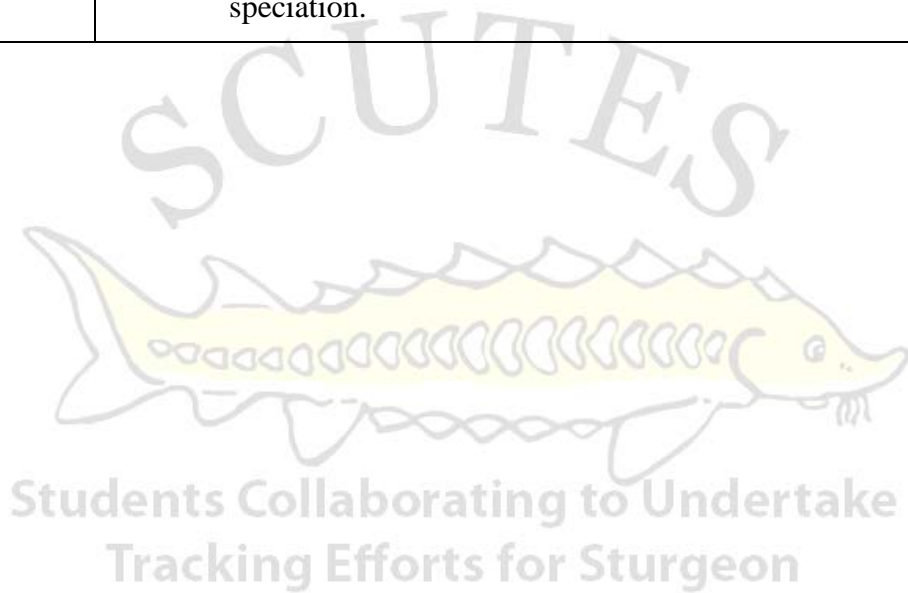 speciation.
SCUTES
Students Collaborating to Undertake
Tracking Efforts for Sturgeon